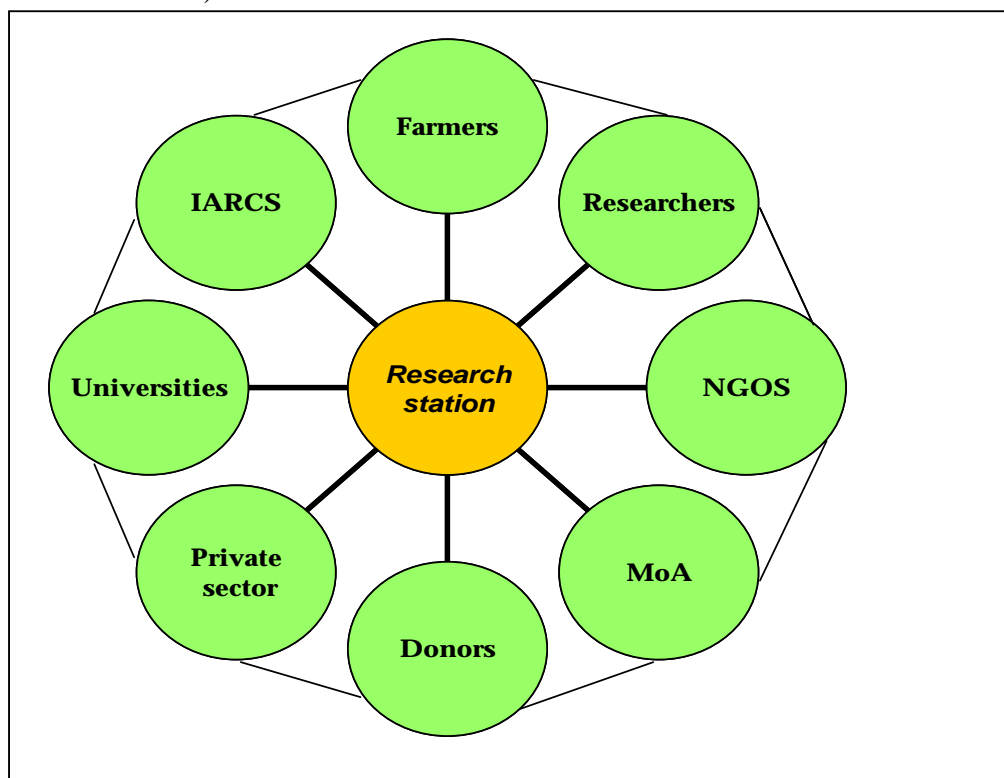 Farmers
IARCS
Researchers
Universities
Research
station
NGOS
Private
sector
MoA
Donors